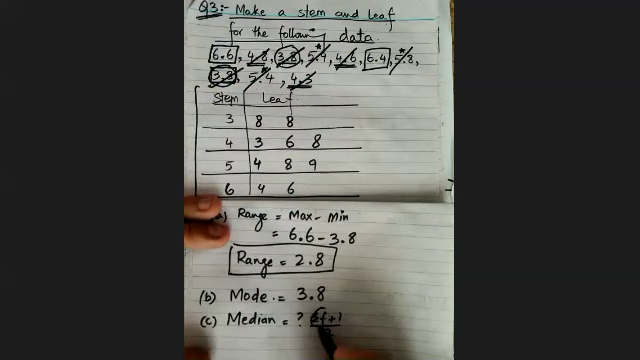 Q3:- Make a stem and leaf
for the following data.
6.6, 4.8, 3.8, 5.4, 4.6, 6.4, 5.8,
3.8, 5.4, 4.3
Stem Leaf
3 8 8
4 3 6 8
5 4 8 9
6 4 6
(a) Range = Max - Min
= 6.6 - 3.8
Range = 2.8
(b) Mode = 3.8
(c) Median = ? +1